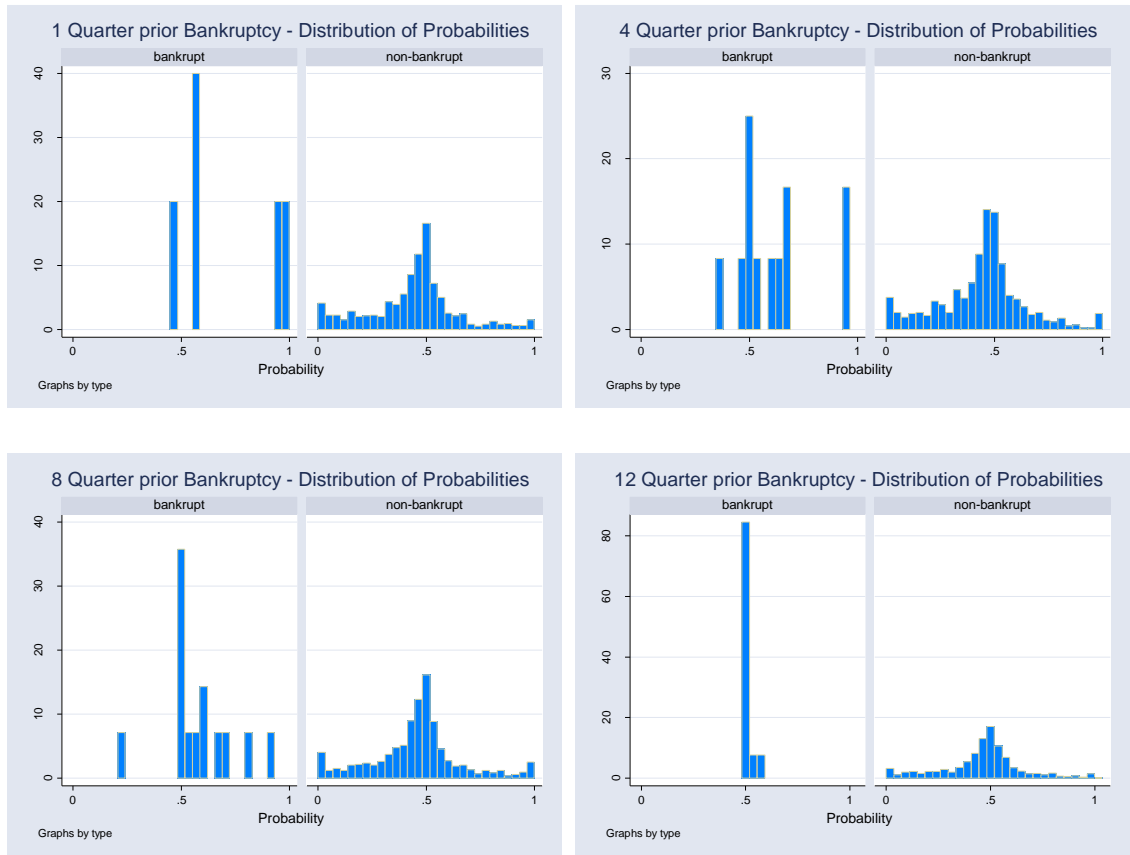 1 Quarter prior Bankruptcy - Distribution of Probabilities
bankrupt non-bankrupt
40
30
20
10
0
0 .5 1 0 .5 1
Probability
Graphs by type
4 Quarter prior Bankruptcy - Distribution of Probabilities
bankrupt non-bankrupt
30
20
10
0
0 .5 1 0 .5 1
Probability
Graphs by type
8 Quarter prior Bankruptcy - Distribution of Probabilities
bankrupt non-bankrupt
40
30
20
10
0
0 .5 1 0 .5 1
Probability
Graphs by type
12 Quarter prior Bankruptcy - Distribution of Probabilities
bankrupt non-bankrupt
80
60
40
20
0
0 .5 1 0 .5 1
Probability
Graphs by type